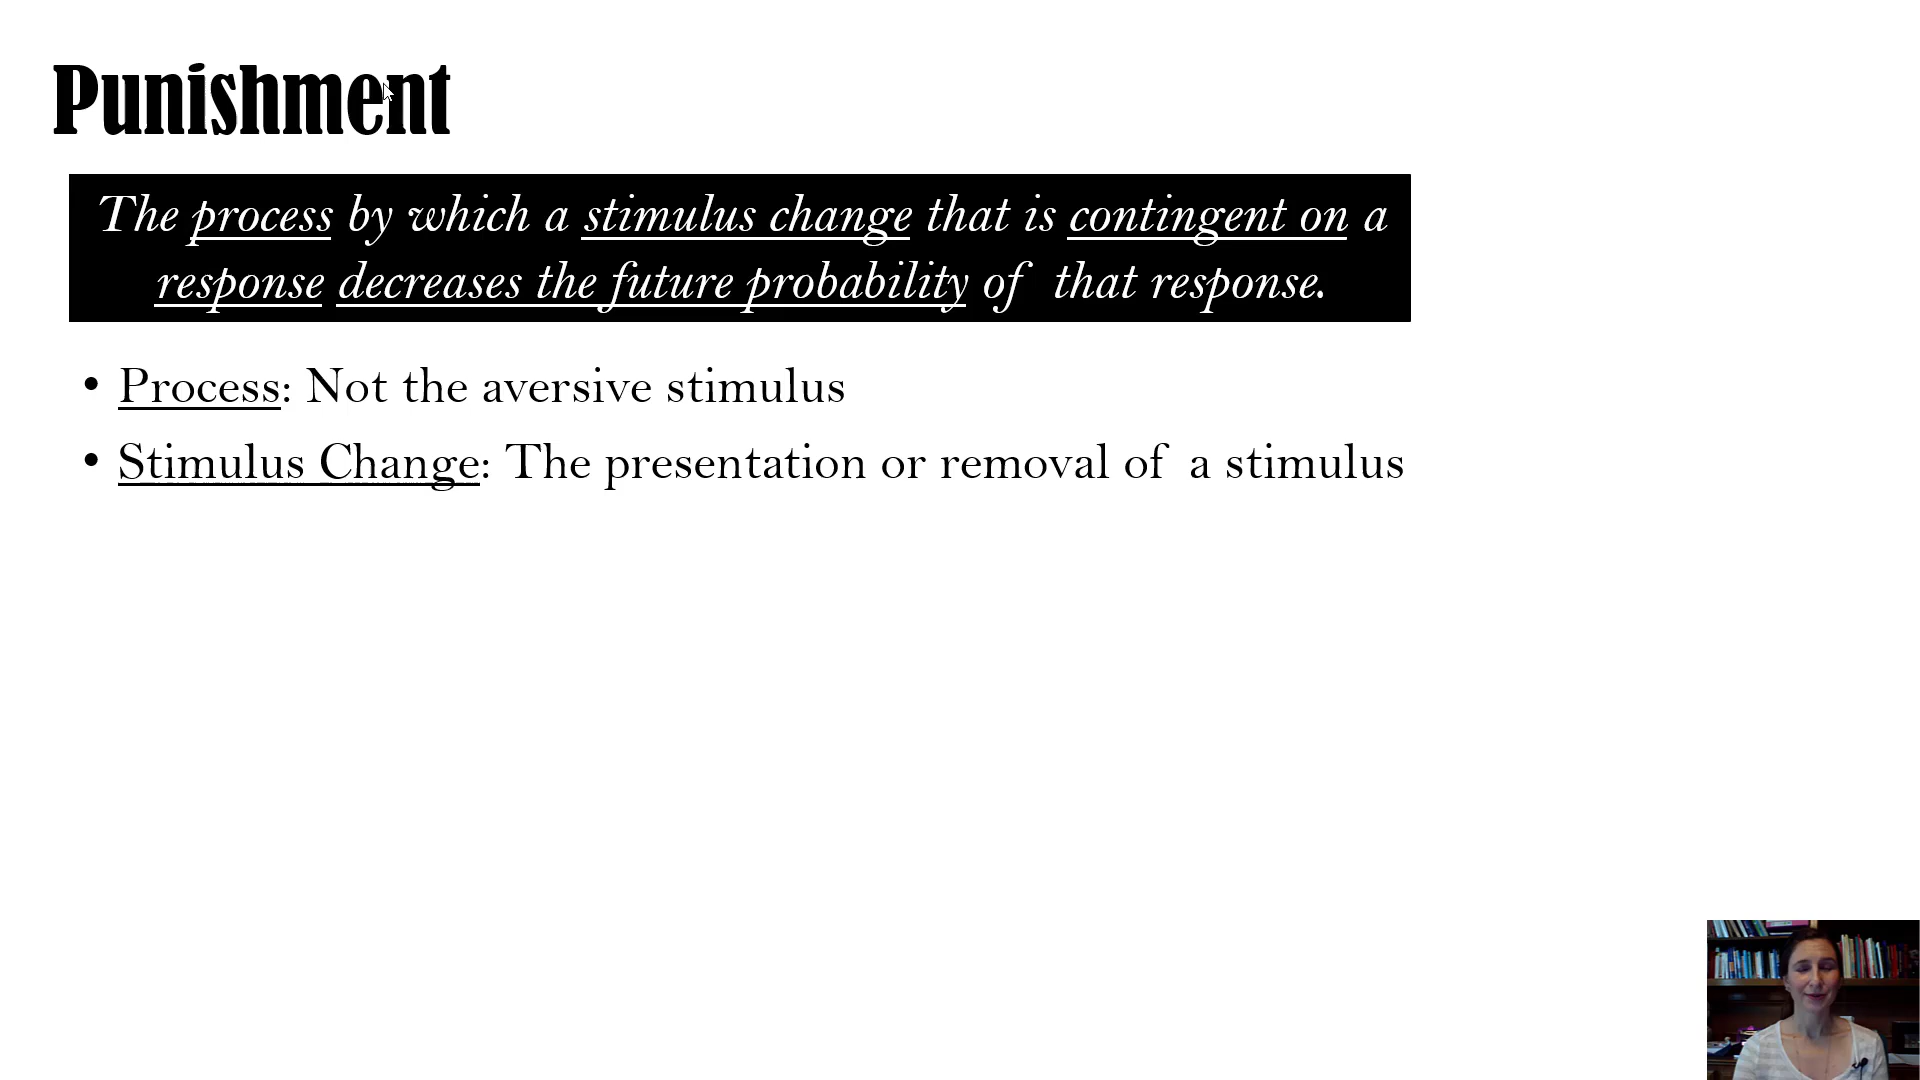 Punishment
The process by which a stimulus change that is contingent on a
response decreases the future probability of that response.
• Process: Not the aversive stimulus
• Stimulus Change: The presentation or removal of a stimulus